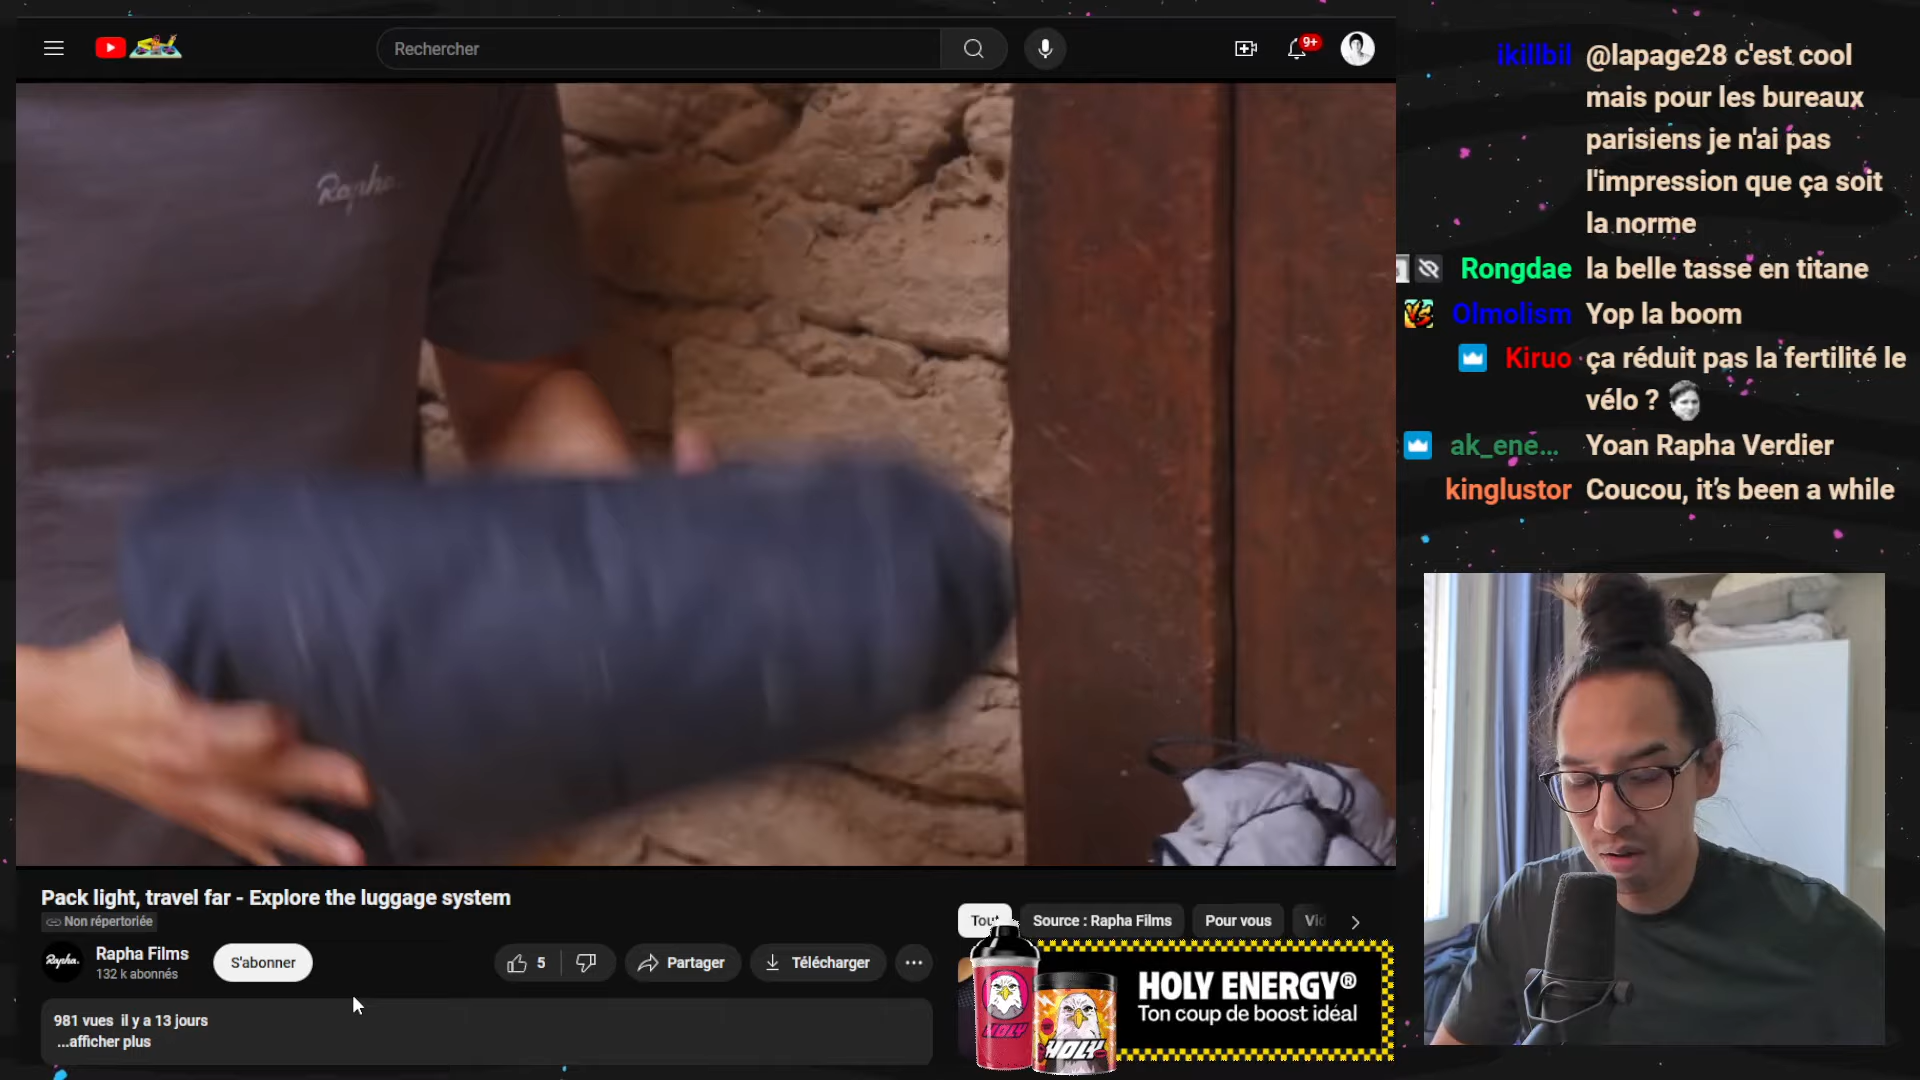 Rechercher
9+
Rapha.
Pack light, travel far - Explore the luggage system
Non répertoriée
Rapha.
Rapha Films
132 k abonnés
S'abonner
5
Partager
Télécharger
981 vues il y a 13 jours
...afficher plus
Tout
Source : Rapha Films
Pour vous
HOLY ENERGY®
Ton coup de boost idéal
HOLY
HOLY
ikillbil @lapage28 c'est cool
mais pour les bureaux
parisiens je n'ai pas
l'impression que ça soit
la norme
Rongdae la belle tasse en titane
Olmolism Yop la boom
Kiruo ça réduit pas la fertilité le
vélo ?
ak_ene... Yoan Rapha Verdier
kinglustor Coucou, it’s been a while